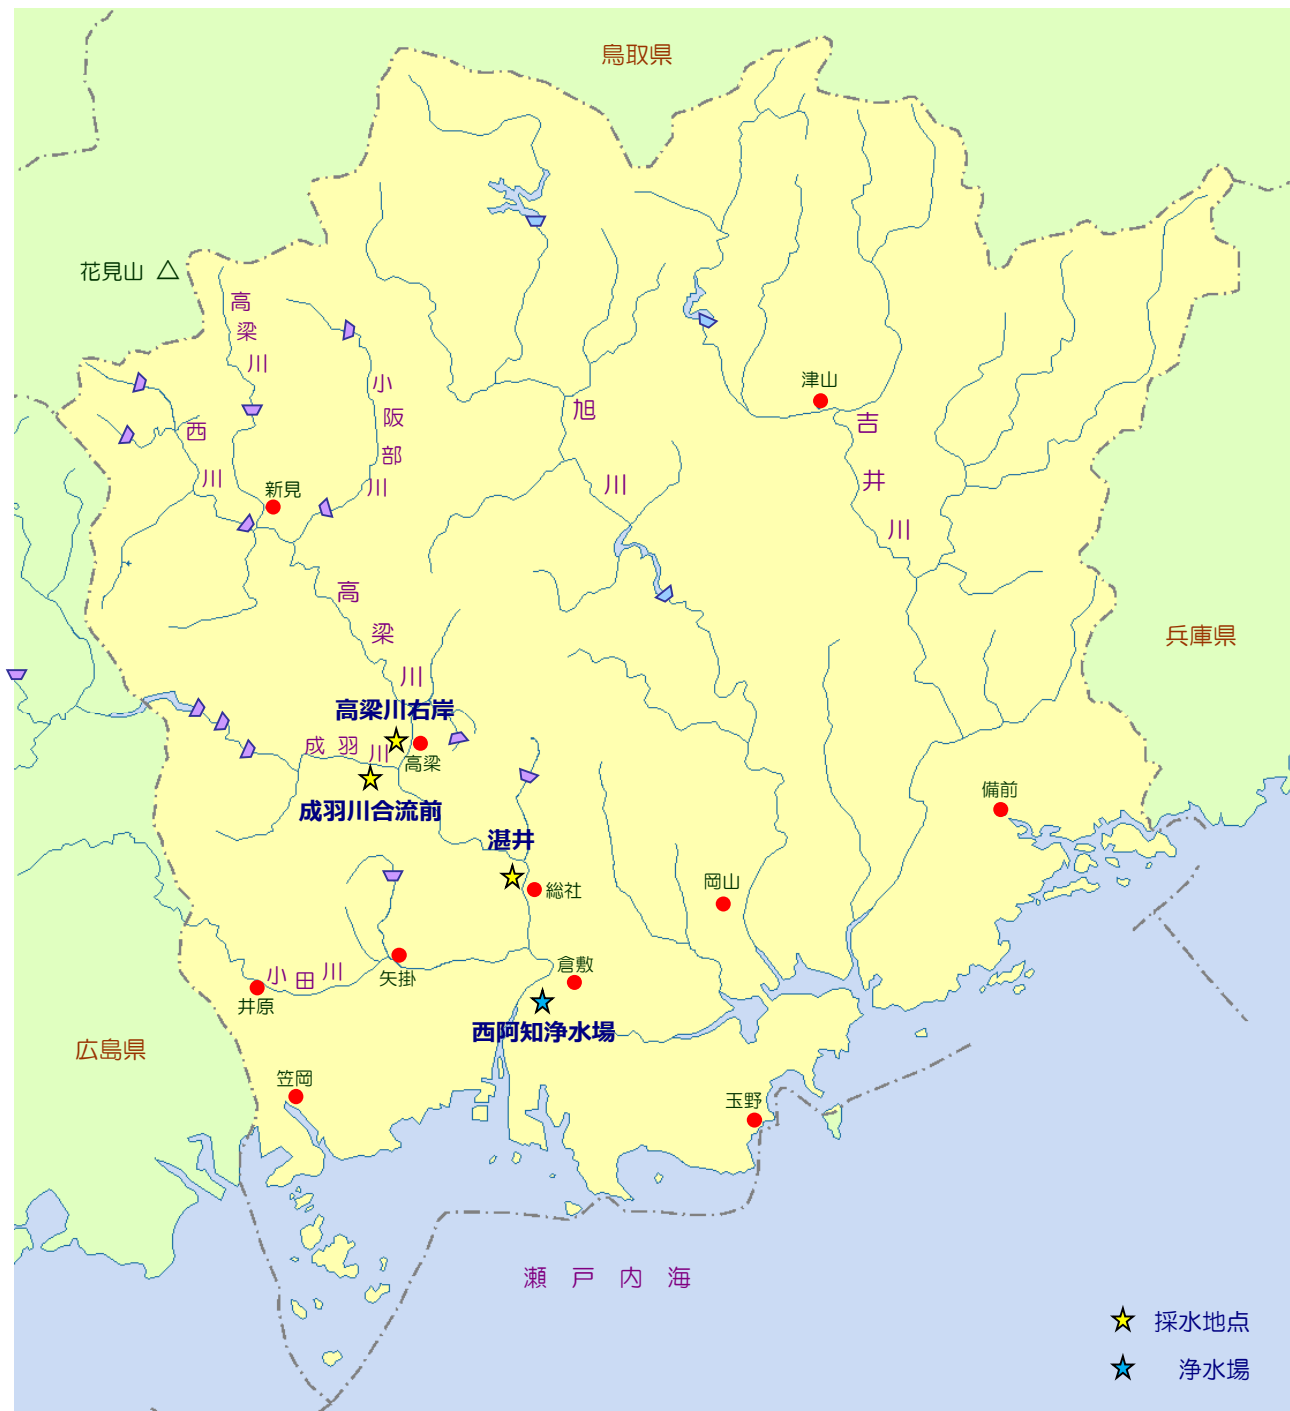 鳥取県
花見山
高梁川
小阪部川
西川
新見
旭川
津山
吉井川
高梁川
兵庫県
高梁川右岸
成羽川
高梁
成羽川合流前
備前
湛井
総社
岡山
矢掛
倉敷
小田川
井原
西阿知浄水場
広島県
笠岡
玉野
瀬戸内海
採水地点
浄水場